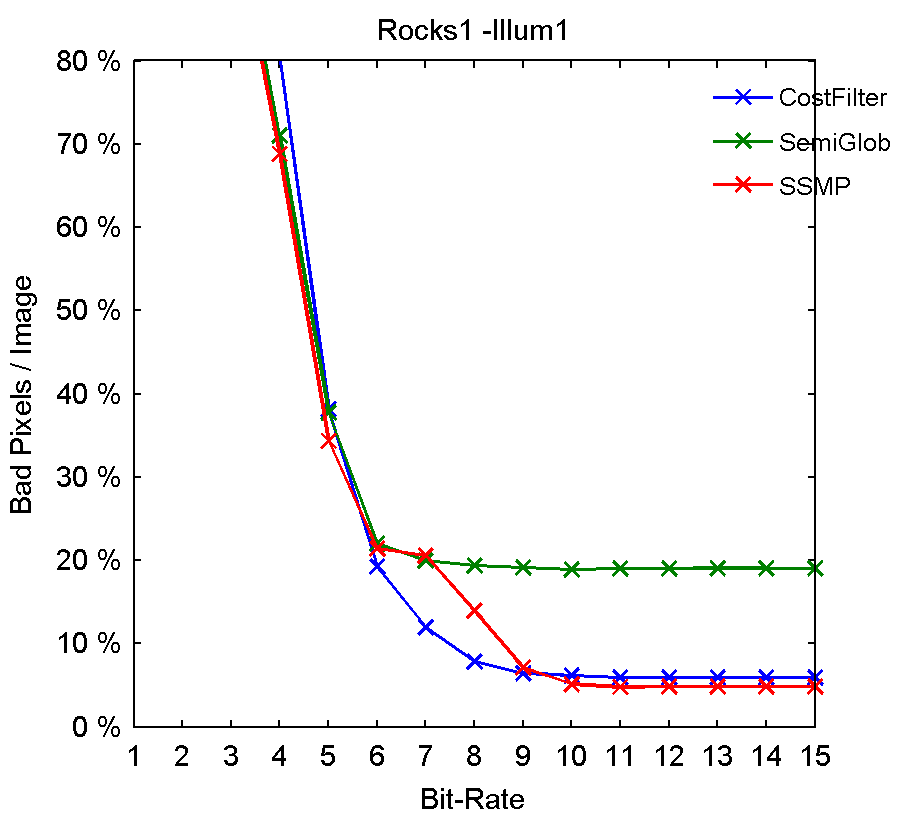 Rocks1 -Illum1
80 %
70 %
60 %
50 %
40 %
30 %
20 %
10 %
0 %
Bad Pixels / Image
CostFilter
SemiGlob
SSMP
1 2 3 4 5 6 7 8 9 10 11 12 13 14 15
Bit-Rate